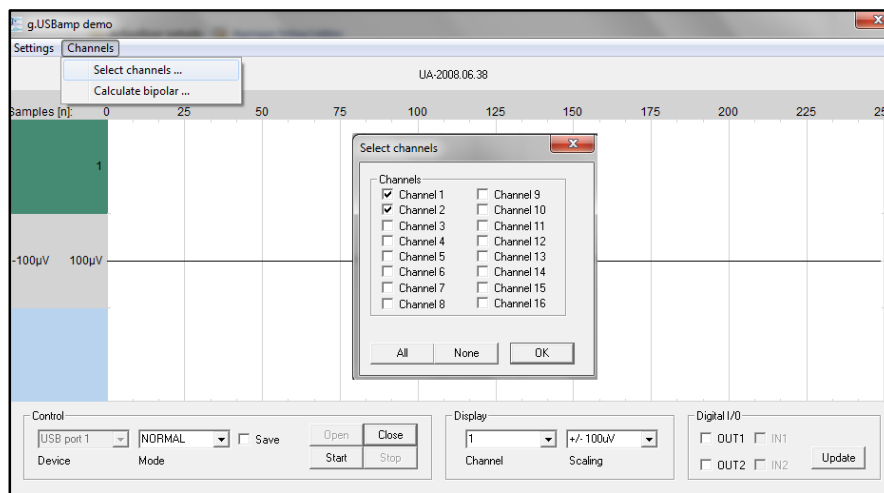 g.USBamp demo
Settings Channels
Select channels ...
Calculate bipolar ...
UA-2008.06.38
Samples [n]: 0 25 50 75 100 125 150 175 200 225 25
1
-100µV 100µV
Select channels
Channels
Channel 1 Channel 9
Channel 2 Channel 10
Channel 3 Channel 11
Channel 4 Channel 12
Channel 5 Channel 13
Channel 6 Channel 14
Channel 7 Channel 15
Channel 8 Channel 16
All None OK
Control
USB port 1 NORMAL Save Open Close
Device Mode Start Stop
Display
1 +/- 100uV
Channel Scaling
Digital I/O
OUT1 IN1
OUT2 IN2 Update